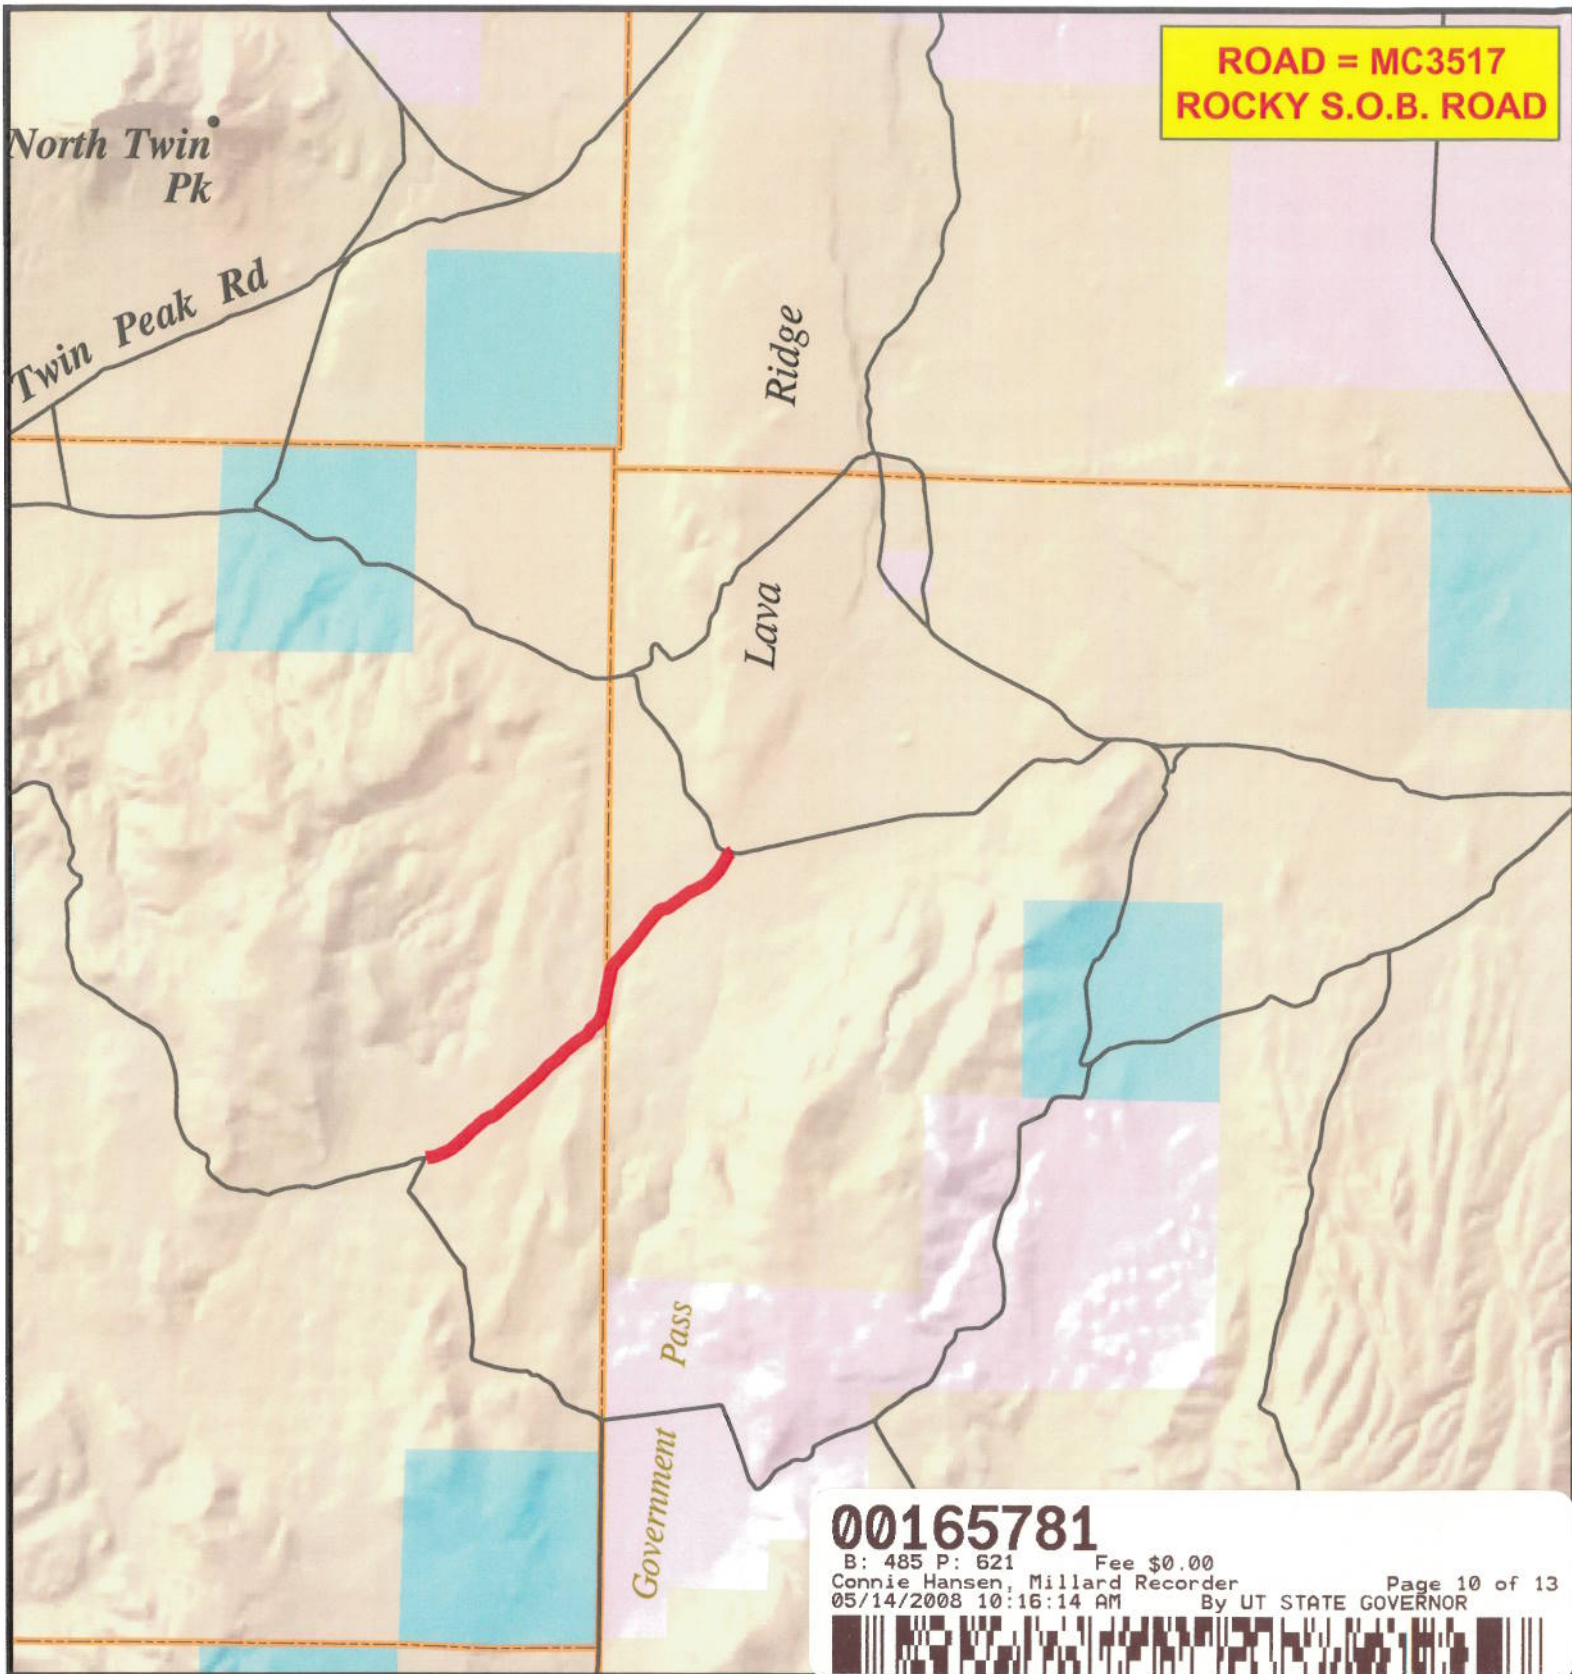 ROAD = MC3517
ROCKY S.O.B. ROAD
North Twin
Pk
Twin Peak Rd
Ridge
Lava
Pass
Government
00165781
B: 485 P: 621 Fee $0.00
Connie Hansen, Millard Recorder Page 10 of 13
05/14/2008 10:16:14 AM By UT STATE GOVERNOR